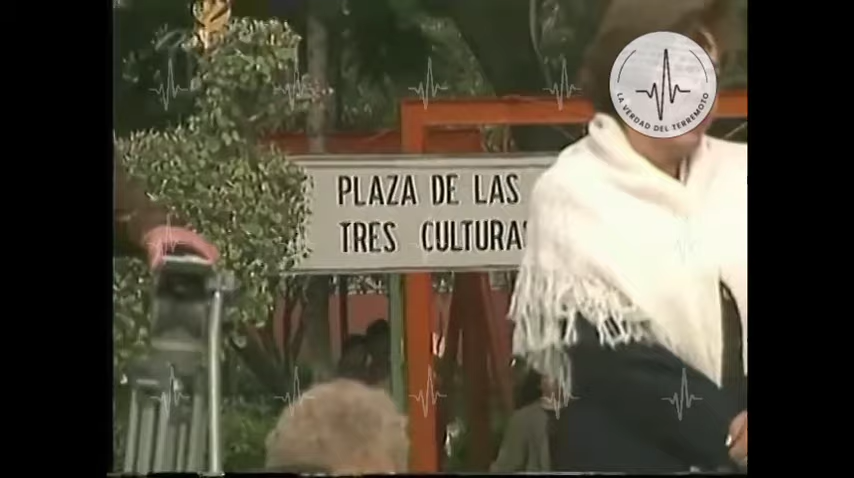 LA VERDAD DEL TERREMOTO
PLAZA DE LAS
TRES CULTURA